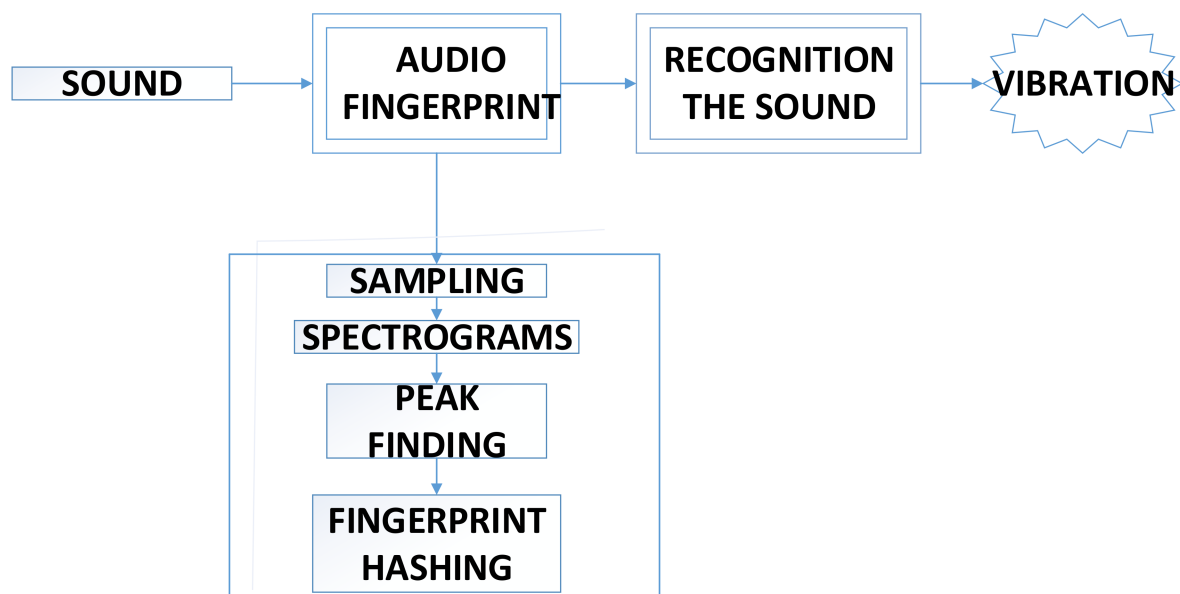 SOUND
AUDIO
FINGERPRINT
RECOGNITION
THE SOUND
VIBRATION
SAMPLING
SPECTROGRAMS
PEAK
FINDING
FINGERPRINT
HASHING